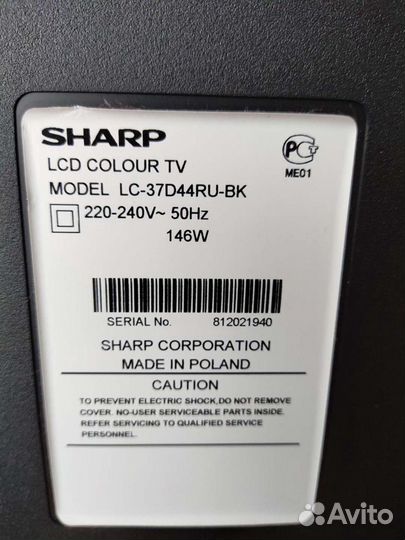 SHARP
LCD COLOUR TV
MODEL LC-37D44RU-BK
220-240V~ 50Hz
146W
РСТ
ME01
SERIAL No. 812021940
SHARP CORPORATION
MADE IN POLAND
CAUTION
TO PREVENT ELECTRIC SHOCK,DO NOT REMOVE
COVER. NO-USER SERVICEABLE PARTS INSIDE.
REFER SERVICING TO QUALIFIED SERVICE
PERSONNEL.
Avito